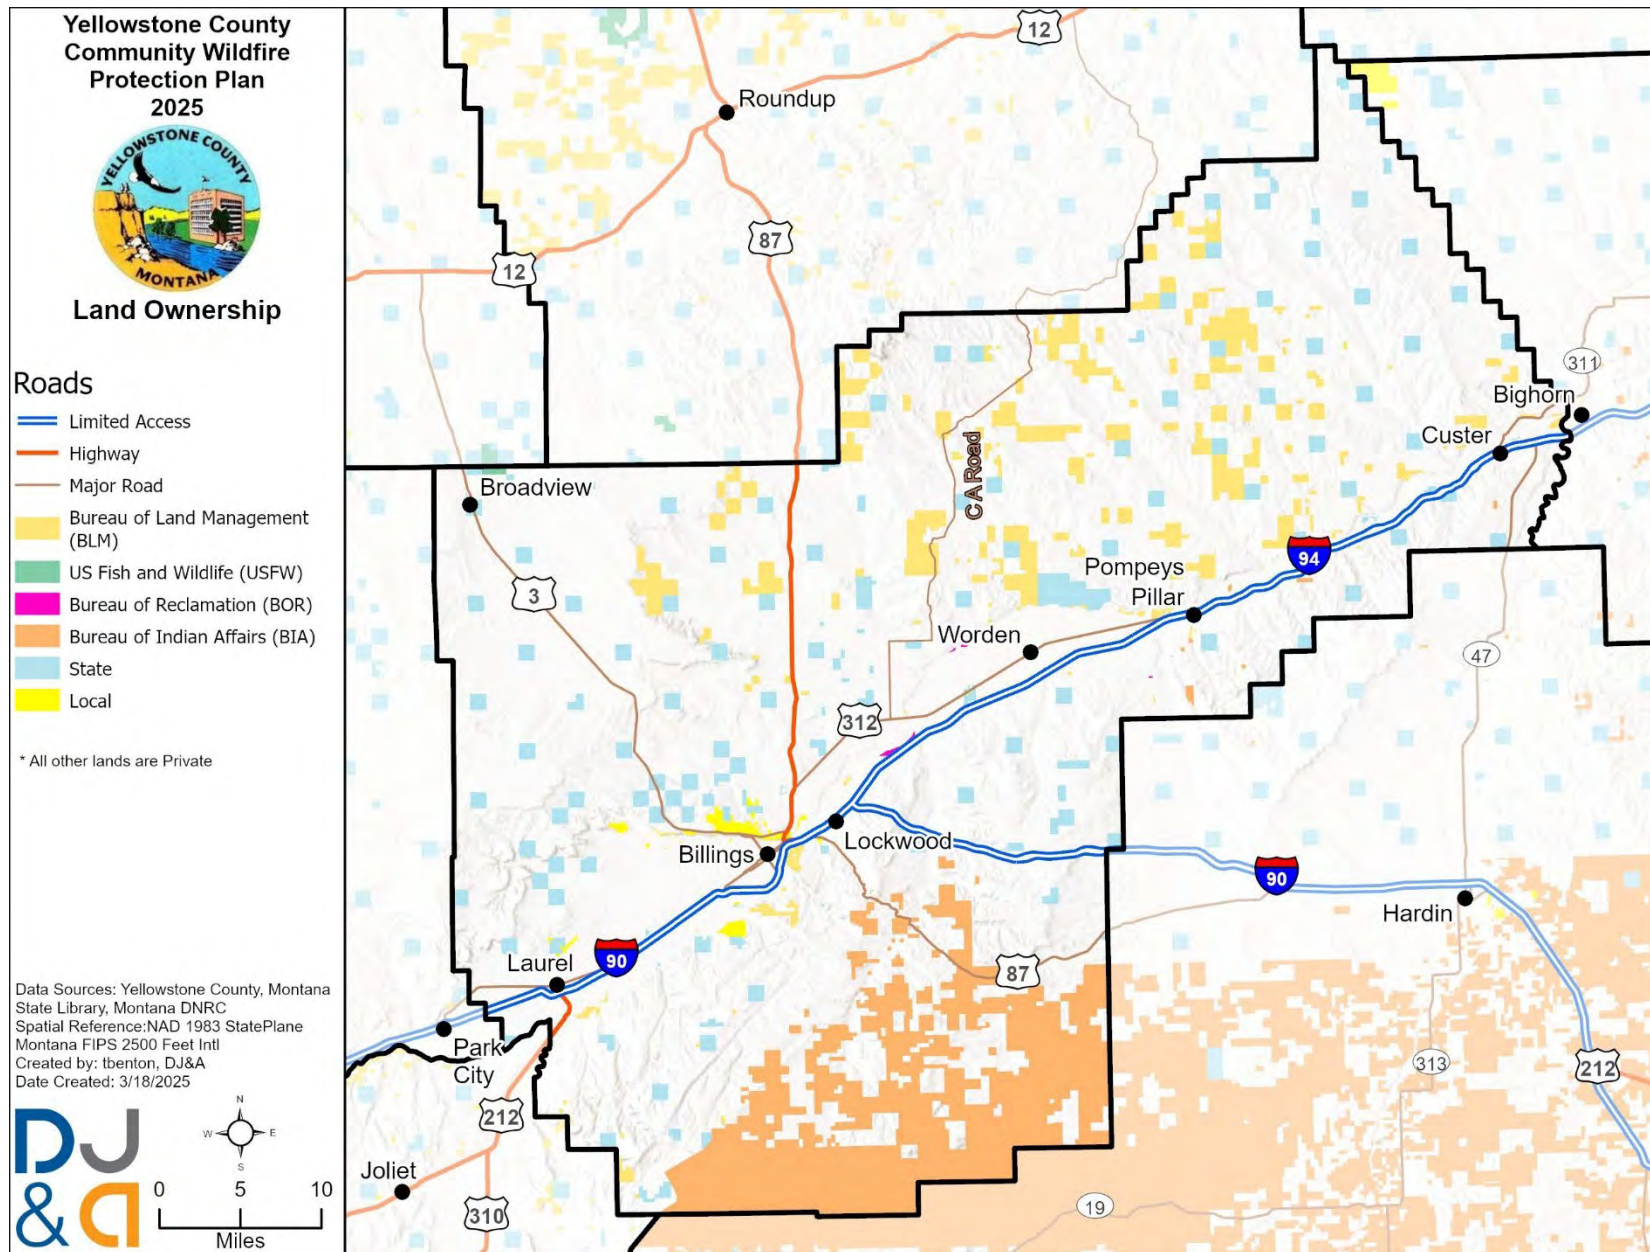 Yellowstone County
Community Wildfire
Protection Plan
2025
YELLOWSTONE COUNTY
MONTANA
Land Ownership
Roads
Limited Access
Highway
Major Road
Bureau of Land Management
(BLM)
US Fish and Wildlife (USFW)
Bureau of Reclamation (BOR)
Bureau of Indian Affairs (BIA)
State
Local
* All other lands are Private
Data Sources: Yellowstone County, Montana
State Library, Montana DNRC
Spatial Reference:NAD 1983 StatePlane
Montana FIPS 2500 Feet Intl
Created by: tbenton, DJ&A
Date Created: 3/18/2025
DJ
&A
N
W E
S
0 5 10
Miles
12
Roundup
87
12
311
Bighorn
Custer
C A Road
Broadview
94
Pompeys
Pillar
3
Worden
47
312
Lockwood
Billings
90
Hardin
Laurel
90
87
Park
City
313
212
212
Joliet
19
310